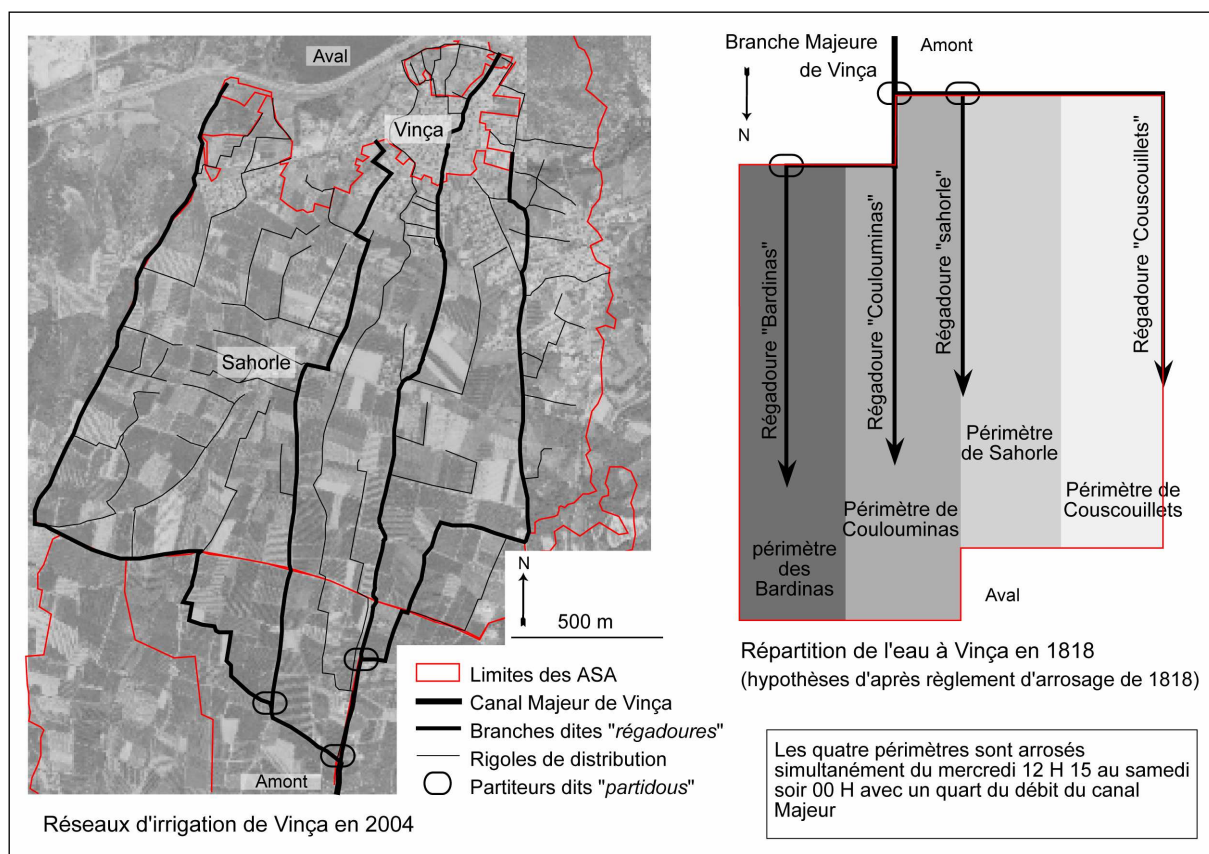 Aval
Vinça
Sahorle
Amont
N
500 m
Limites des ASA
Canal Majeur de Vinça
Branches dites "régadoures"
Rigoles de distribution
Partiteurs dits "partidous"
Réseaux d'irrigation de Vinça en 2004
Branche Majeure
de Vinça
Amont
N
Régadoure "Bardinas"
Régadoure "Coulouminas"
Régadoure "sahorle"
Régadoure "Couscouillets"
Périmètre
de Sahorle
Périmètre de
Couscouillets
Périmètre de
Coulouminas
périmètre
des
Bardinas
Aval
Répartition de l'eau à Vinça en 1818
(hypothèses d'après règlement d'arrosage de 1818)
Les quatre périmètres sont arrosés
simultanément du mercredi 12 H 15 au samedi
soir 00 H avec un quart du débit du canal
Majeur